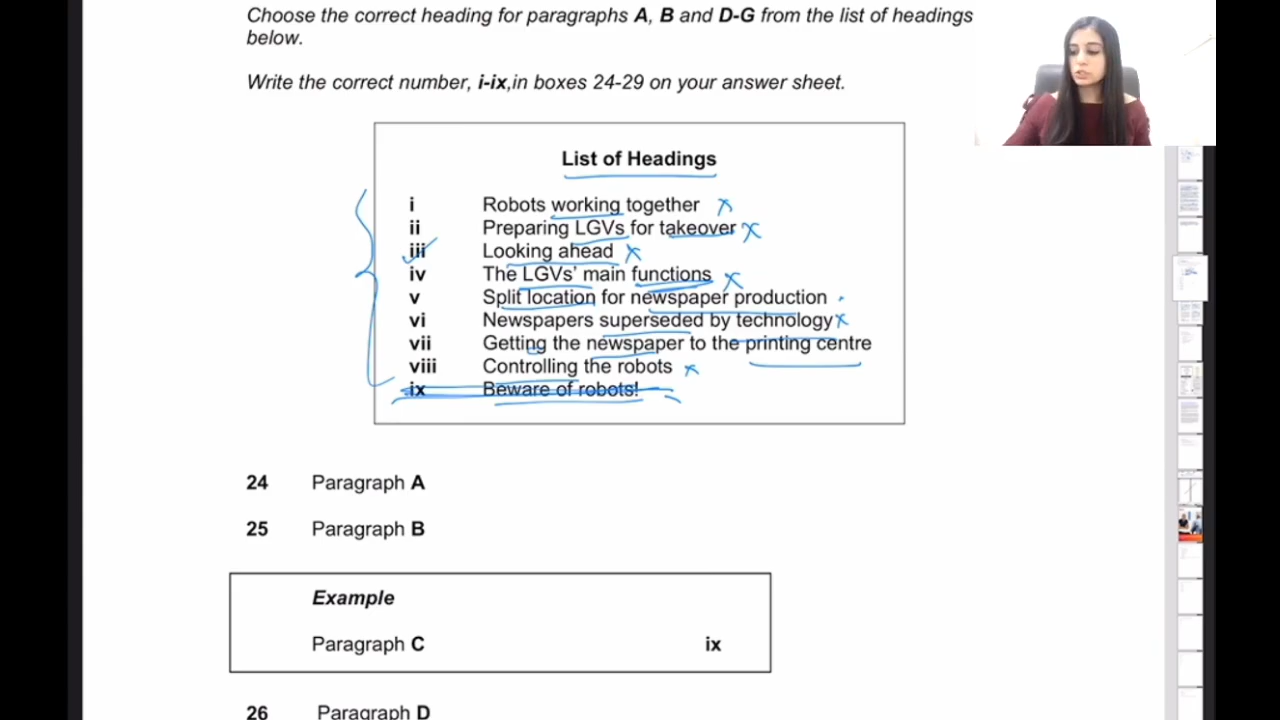 Choose the correct heading for paragraphs A, B and D-G from the list of headings
below.
Write the correct number, i-ix,in boxes 24-29 on your answer sheet.
List of Headings
i Robots working together
ii Preparing LGVs for takeover
iii Looking ahead
iv The LGVs' main functions
v Split location for newspaper production
vi Newspapers superseded by technology
vii Getting the newspaper to the printing centre
viii Controlling the robots
ix Beware of robots!
24 Paragraph A
25 Paragraph B
Example
Paragraph C ix
26 Paragraph D